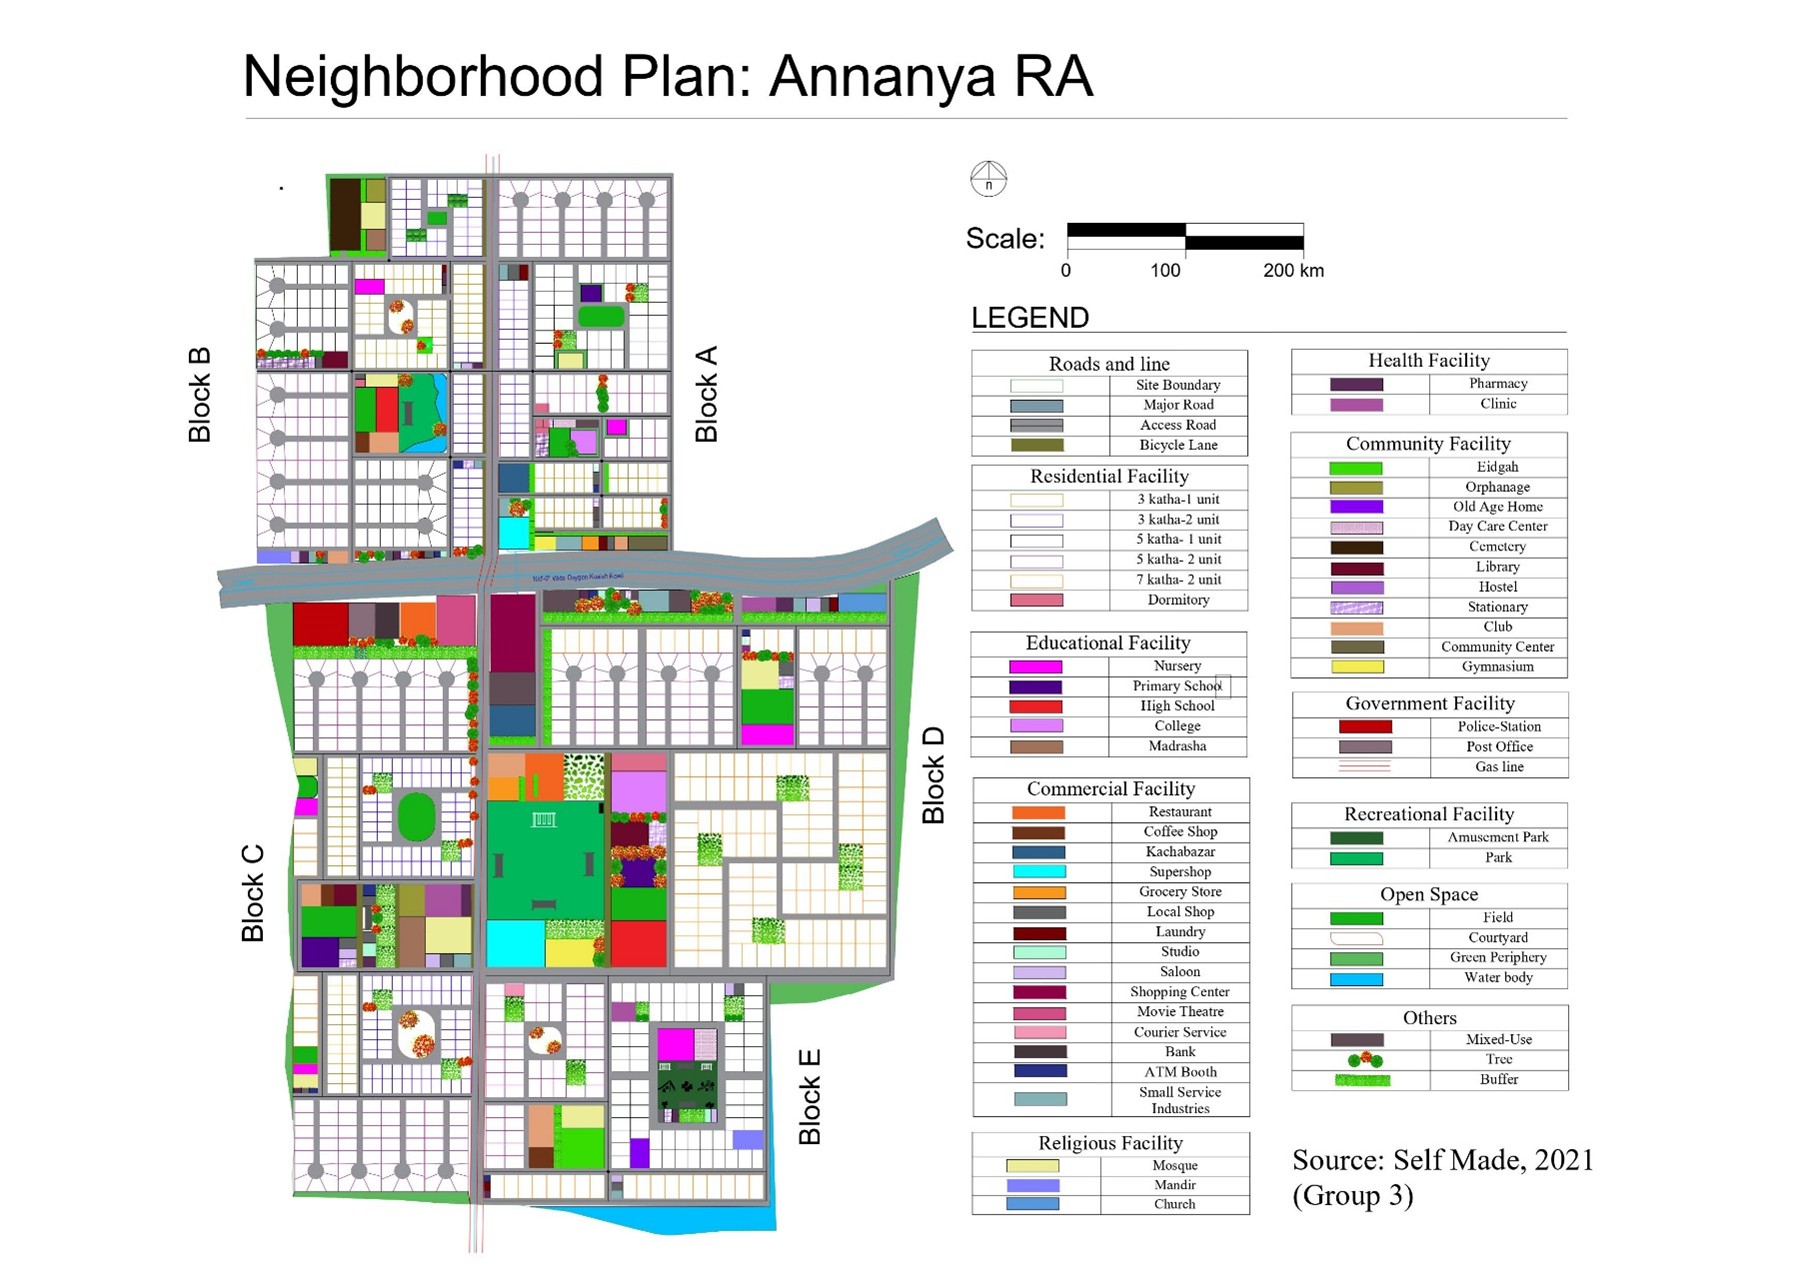 Neighborhood Plan: Annanya RA
n
Scale:
0 100 200 km
LEGEND
Roads and line
Site Boundary
Major Road
Access Road
Bicycle Lane
Residential Facility
3 katha-1 unit
3 katha-2 unit
5 katha- 1 unit
5 katha- 2 unit
7 katha- 2 unit
Dormitory
Educational Facility
Nursery
Primary School
High School
College
Madrasha
Commercial Facility
Restaurant
Coffee Shop
Kachabazar
Supershop
Grocery Store
Local Shop
Laundry
Studio
Saloon
Shopping Center
Movie Theatre
Courier Service
Bank
ATM Booth
Small Service
Industries
Religious Facility
Mosque
Mandir
Church
Health Facility
Pharmacy
Clinic
Community Facility
Eidgah
Orphanage
Old Age Home
Day Care Center
Cemetery
Library
Hostel
Stationary
Club
Community Center
Gymnasium
Government Facility
Police-Station
Post Office
Gas line
Recreational Facility
Amusement Park
Park
Open Space
Field
Courtyard
Green Periphery
Water body
Others
Mixed-Use
Tree
Buffer
Source: Self Made, 2021
(Group 3)
Block B
Block A
Block D
Block C
Block E